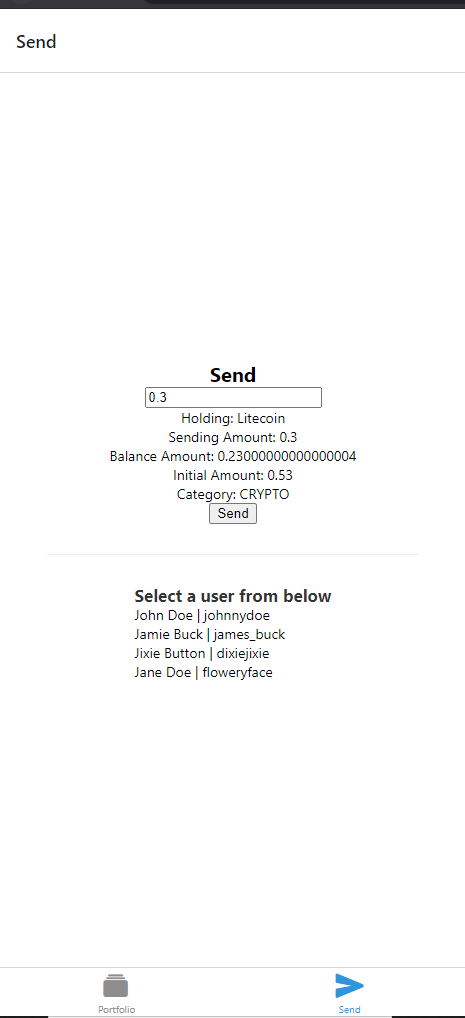 Send
Send
0.3
Holding: Litecoin
Sending Amount: 0.3
Balance Amount: 0.23000000000000004
Initial Amount: 0.53
Category: CRYPTO
Send
Select a user from below
John Doe | johnnydoe
Jamie Buck | james_buck
Jixie Button | dixiejixie
Jane Doe | floweryface
Portfolio
Send